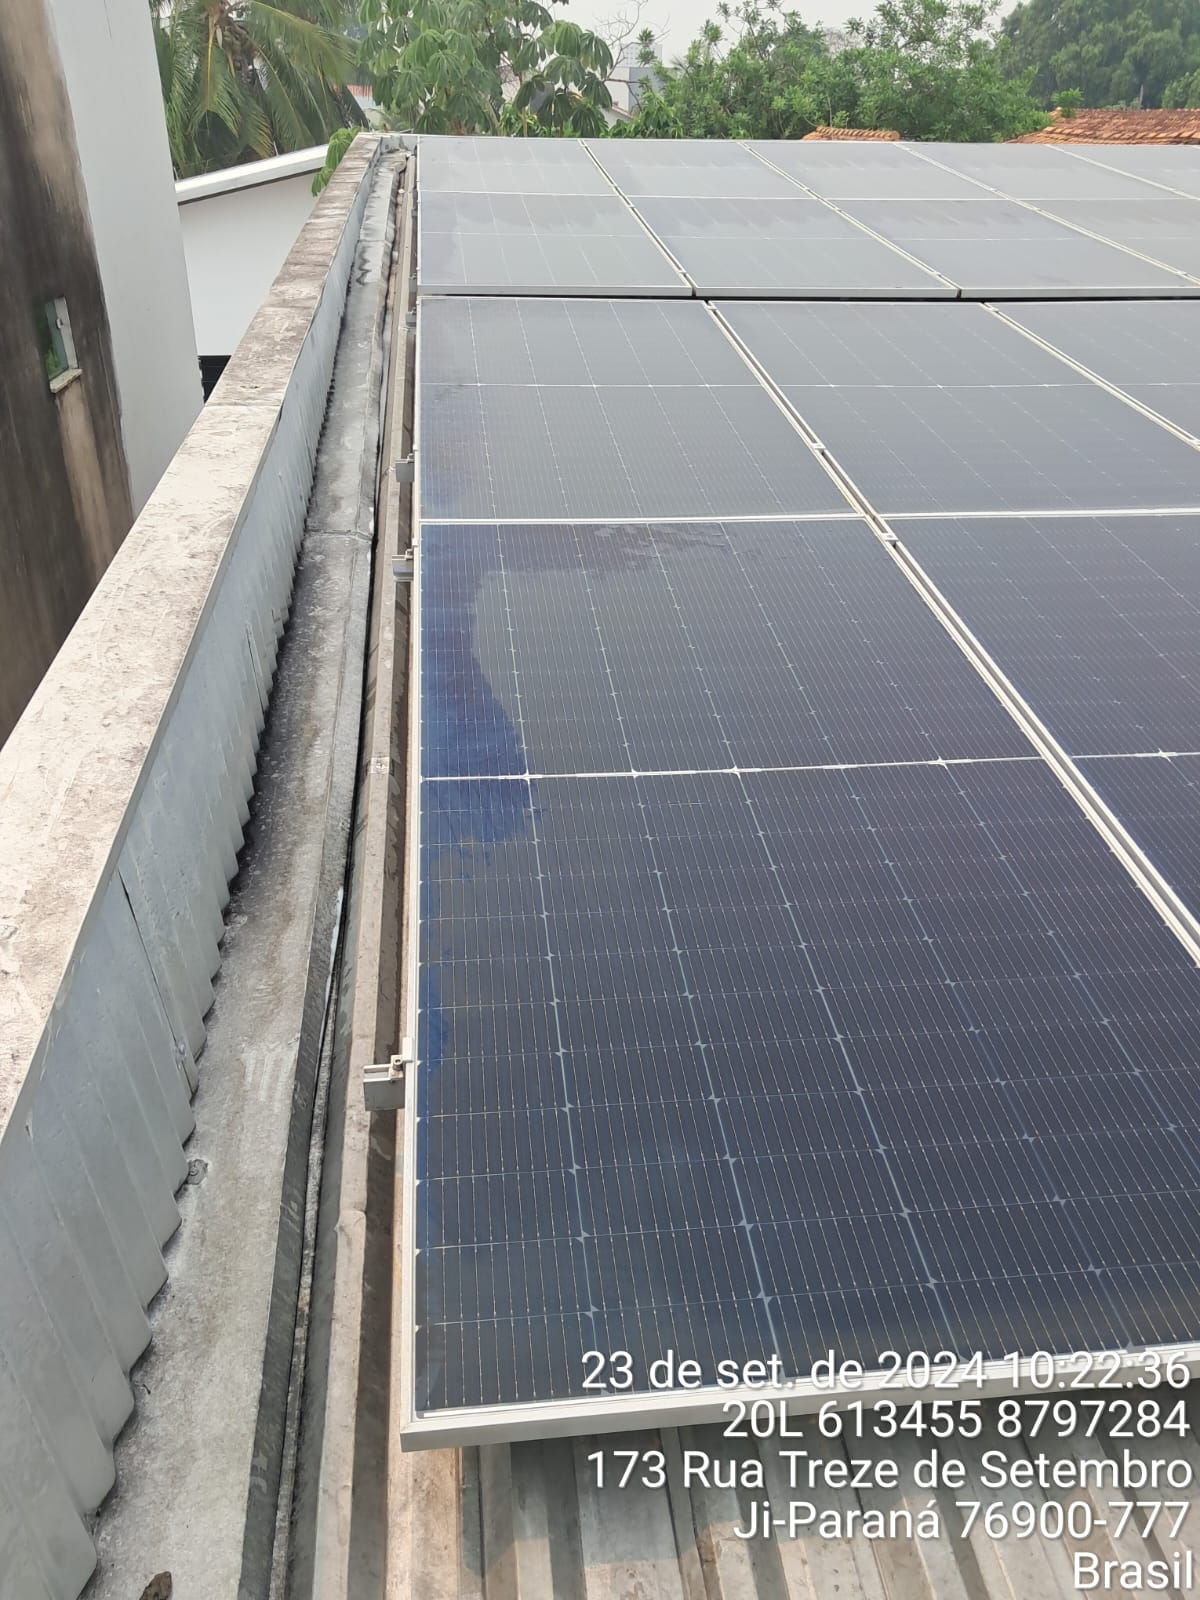 23 de set. de 2024 10:22:36
20L 613455 8797284
173 Rua Treze de Setembro
Ji-Paraná 76900-777
Brasil